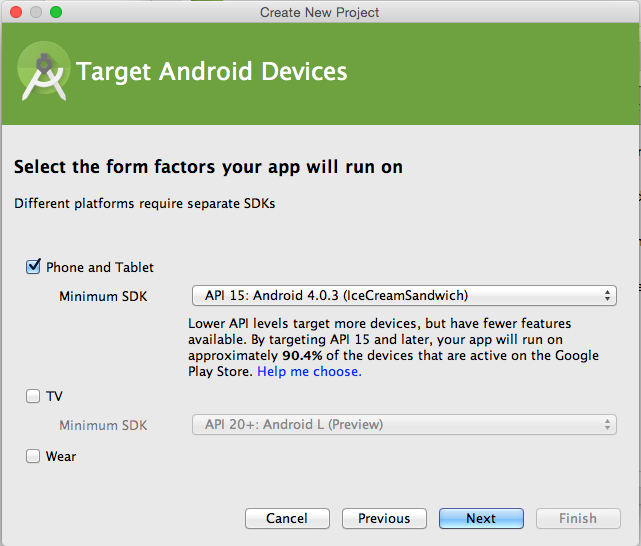 Create New Project
Target Android Devices
Select the form factors your app will run on
Different platforms require separate SDKs
Phone and Tablet
Minimum SDK API 15: Android 4.0.3 (IceCreamSandwich)
Lower API levels target more devices, but have fewer features
available. By targeting API 15 and later, your app will run on
approximately 90.4% of the devices that are active on the Google
Play Store. Help me choose.
TV
Minimum SDK API 20+: Android L (Preview)
Wear
Cancel Previous Next Finish